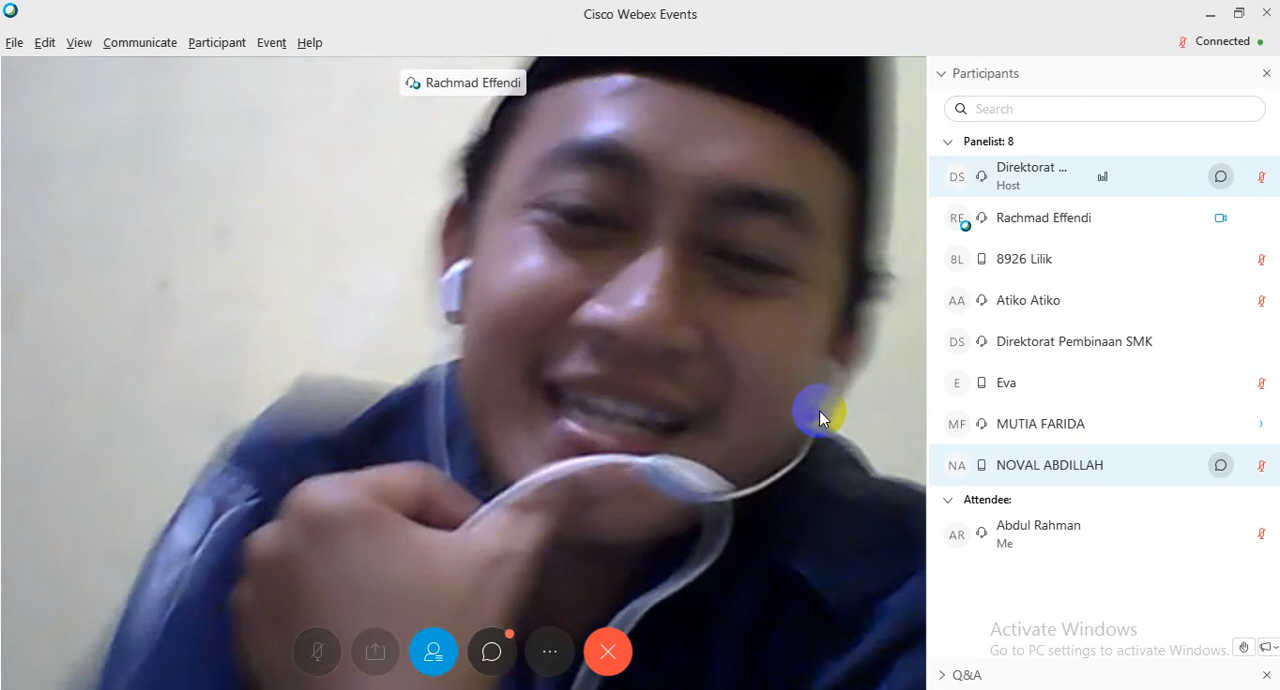 Cisco Webex Events
File Edit View Communicate Participant Event Help
Connected
Rachmad Effendi
Participants
Search
Panelist: 8
DS Direktorat ...
Host
RE Rachmad Effendi
8L 8926 Lilik
AA Atiko Atiko
DS Direktorat Pembinaan SMK
E Eva
MF MUTIA FARIDA
NA NOVAL ABDILLAH
Attendee:
AR Abdul Rahman
Me
Activate Windows
Go to PC settings to activate Windows.
Q&A